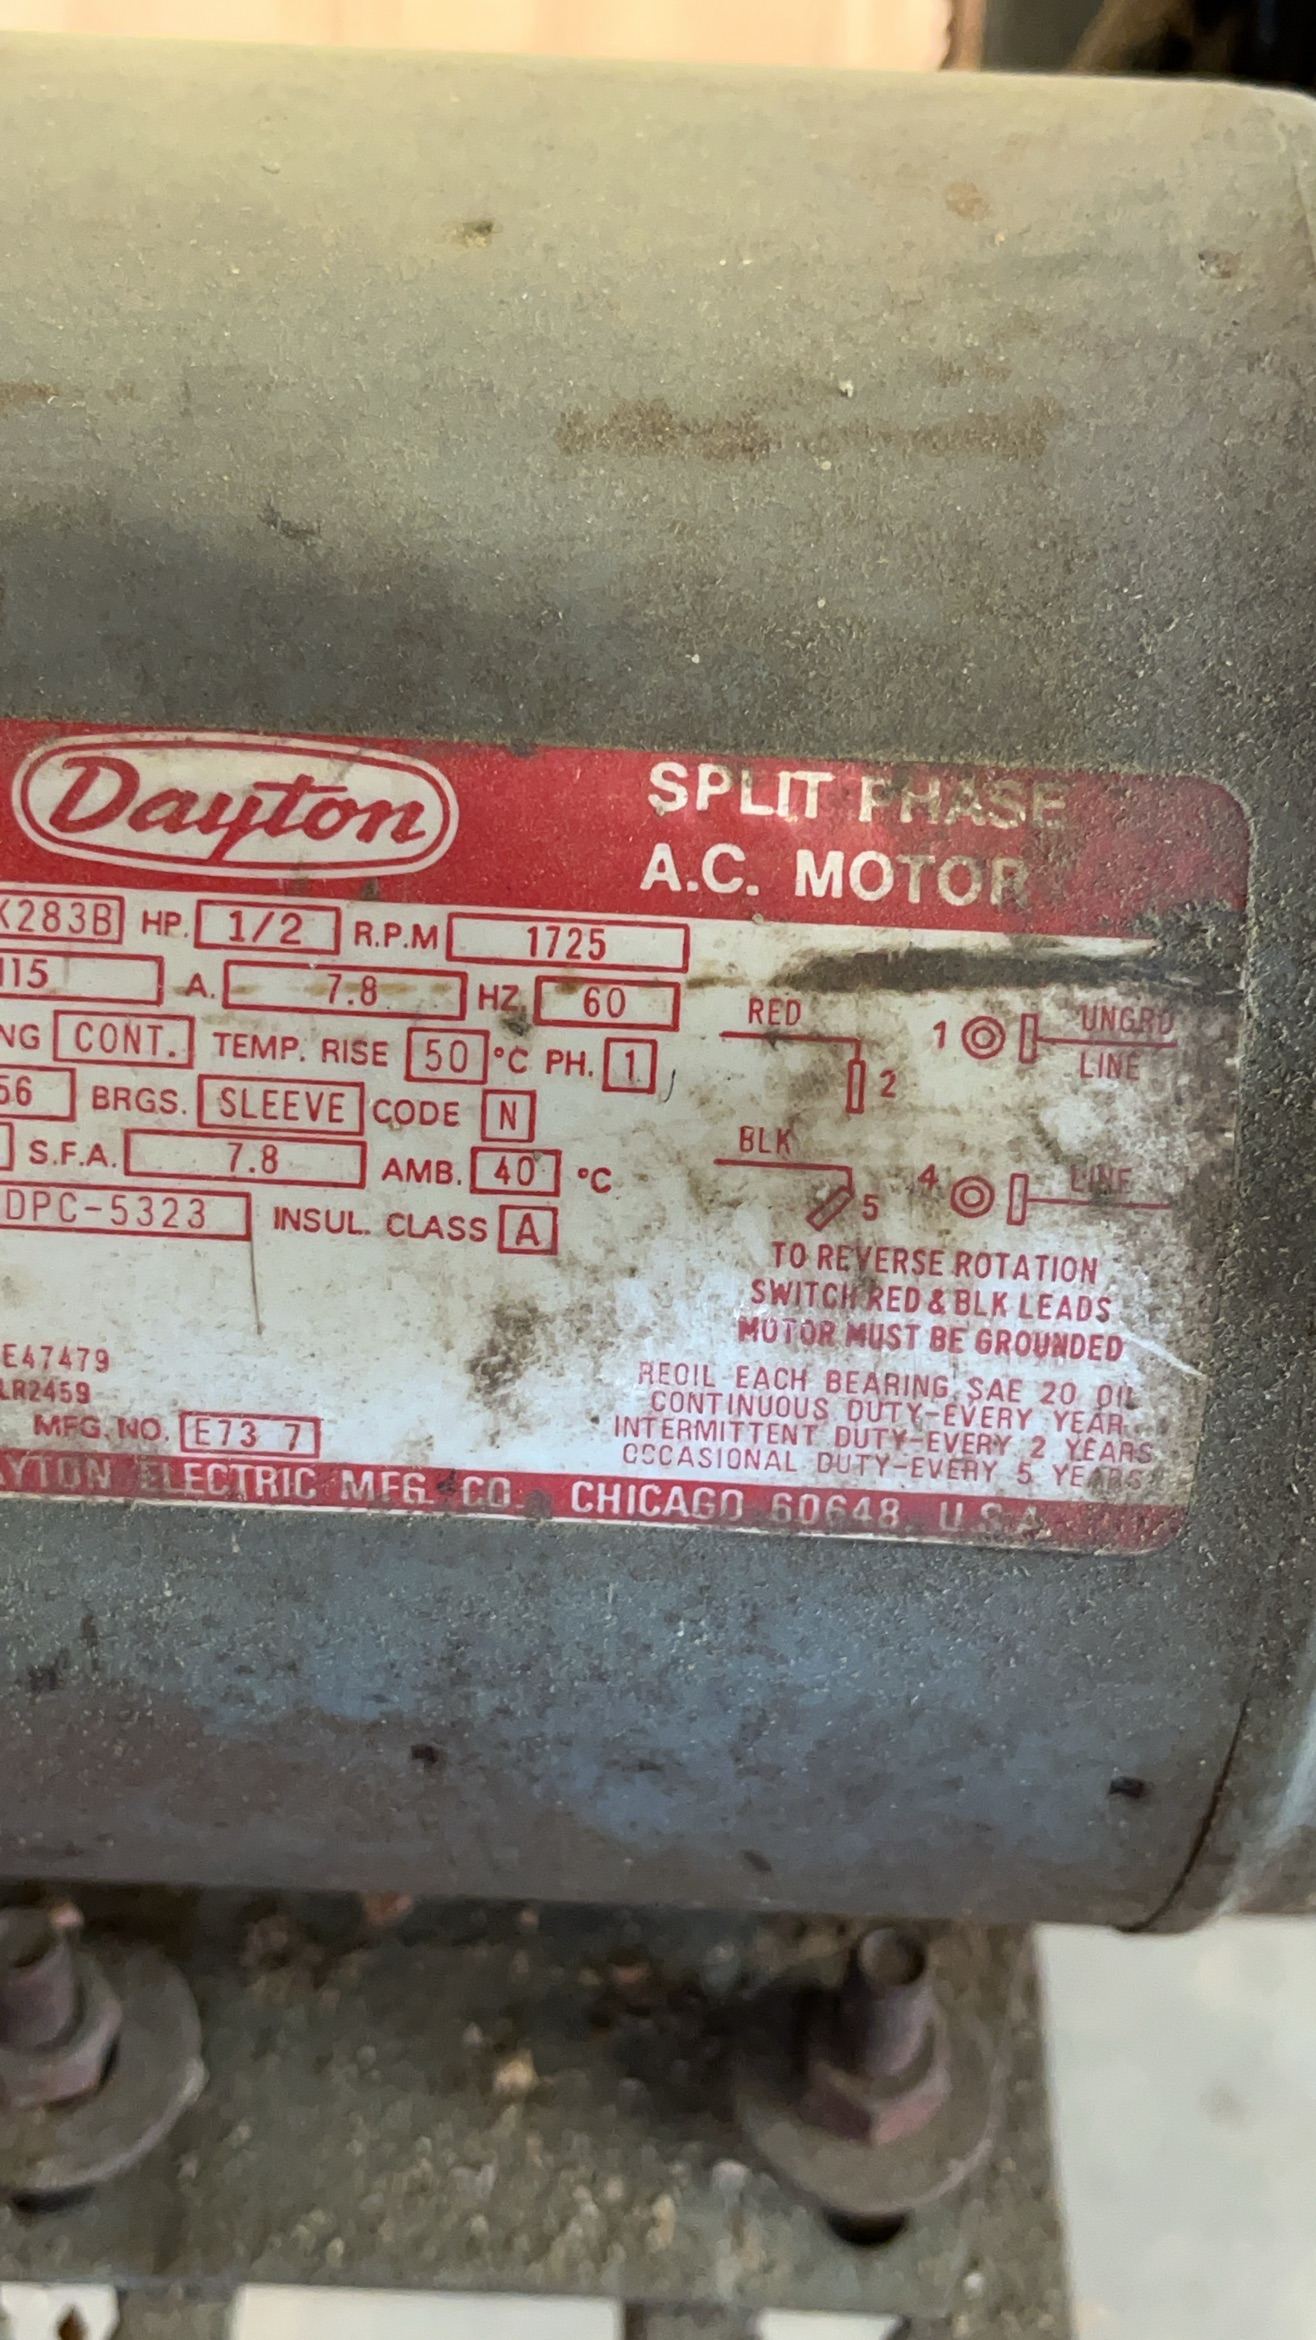 Dayton
SPLIT PHASE
A.C. MOTOR
K283B HP. 1/2 R.P.M 1725
115 A. 7.8 HZ 60
NG CONT. TEMP. RISE 50 °C PH. 1
56 BRGS. SLEEVE CODE N
S.F.A. 7.8 AMB. 40 °C
DPC-5323 INSUL. CLASS A
E47479
LR2459
MFG. NO. E73 7
RED
2
1
UNGRD
LINE
BLK
5
4
LINE
TO REVERSE ROTATION
SWITCH RED & BLK LEADS
MOTOR MUST BE GROUNDED
REOIL EACH BEARING, SAE 20 OIL
CONTINUOUS DUTY-EVERY YEAR
INTERMITTENT DUTY-EVERY 2 YEARS
OCCASIONAL DUTY-EVERY 5 YEARS
AYTON ELECTRIC MFG. CO. CHICAGO 60648, U.S.A.